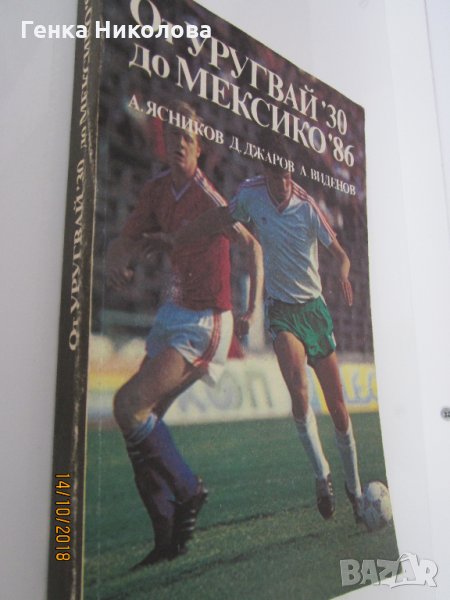 Генка Николова
От УРУГВАЙ '30
до МЕКСИКО '86
А. ЯСНИКОВ Д. ДЖАРОВ А. ВИДЕНОВ
От УРУГВАЙ '30 до МЕКСИКО '86
14/10/2018
BAZAR